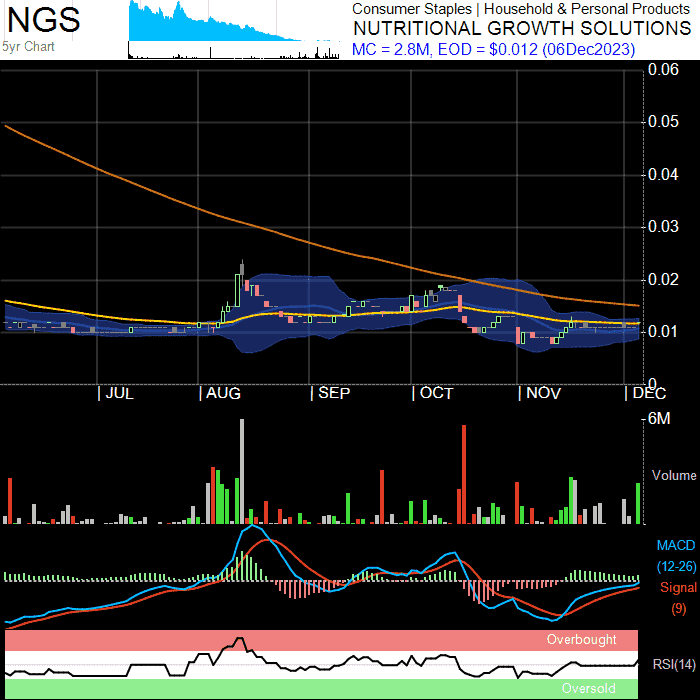 NGS
5yr Chart
Consumer Staples | Household & Personal Products
NUTRITIONAL GROWTH SOLUTIONS
MC = 2.8M, EOD = $0.012 (06Dec2023)
0.06
0.05
0.04
0.03
0.02
0.01
0
| JUL | AUG | SEP | OCT | NOV | DEC
6M
Volume
MACD
(12-26)
Signal
(9)
Overbought
RSI(14)
Oversold